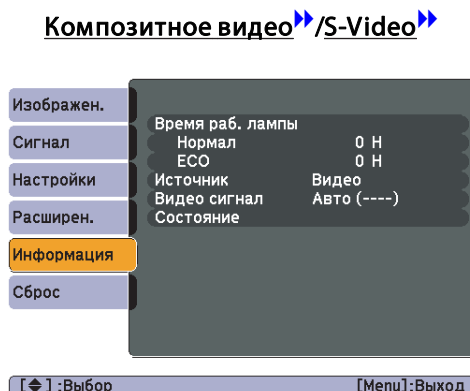 Композитное видео /S-Video
Изображен.
Сигнал
Настройки
Расширен.
Информация
Сброс
Время раб. лампы
Нормал 0 H
ECO 0 H
Источник Видео
Видео сигнал Авто (----)
Состояние
[ ] :Выбор [Menu]:Выход